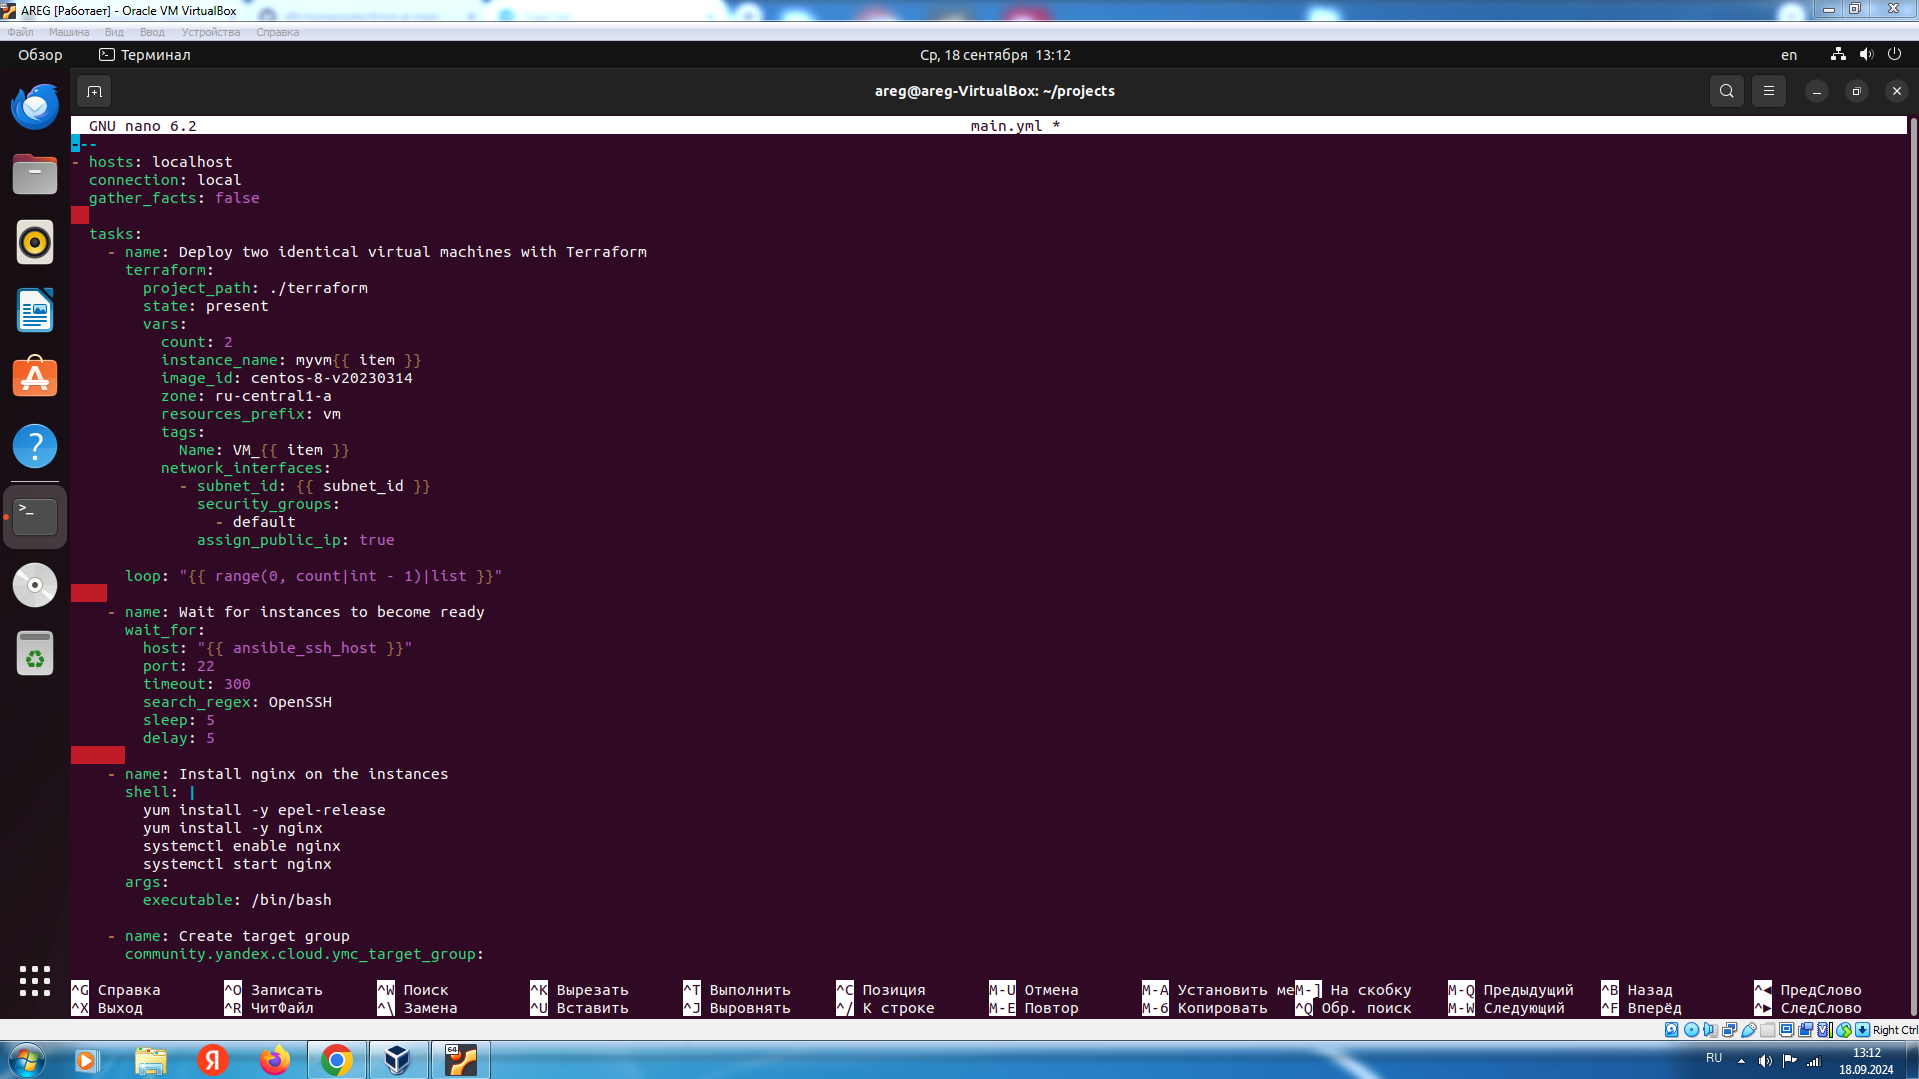 AREG [Работает] - Oracle VM VirtualBox
Файл Машина Вид Ввод Устройства Справка
Обзор Терминал Ср, 18 сентября 13:12 en
areg@areg-VirtualBox: ~/projects
GNU nano 6.2 main.yml *
---
- hosts: localhost
  connection: local
  gather_facts: false
  tasks:
    - name: Deploy two identical virtual machines with Terraform
      terraform:
        project_path: ./terraform
        state: present
        vars:
          count: 2
          instance_name: myvm{{ item }}
          image_id: centos-8-v20230314
          zone: ru-central1-a
          resources_prefix: vm
          tags:
            Name: VM_{{ item }}
          network_interfaces:
            - subnet_id: {{ subnet_id }}
              security_groups:
                - default
              assign_public_ip: true
      loop: "{{ range(0, count|int - 1)|list }}"
    - name: Wait for instances to become ready
      wait_for:
        host: "{{ ansible_ssh_host }}"
        port: 22
        timeout: 300
        search_regex: OpenSSH
        sleep: 5
        delay: 5
    - name: Install nginx on the instances
      shell: |
        yum install -y epel-release
        yum install -y nginx
        systemctl enable nginx
        systemctl start nginx
      args:
        executable: /bin/bash
    - name: Create target group
      community.yandex.cloud.ymc_target_group:
^G Справка ^O Записать ^W Поиск ^K Вырезать ^T Выполнить ^C Позиция M-U Отмена M-A Установить ме M-] На скобку M-Q Предыдущий ^B Назад ^◂ ПредСлово
^X Выход ^R ЧитФайл ^\ Замена ^U Вставить ^J Выровнять ^/ К строке M-E Повтор M-6 Копировать ^Q Обр. поиск M-W Следующий ^F Вперёд ^▸ СледСлово
Right Ctrl
64
RU 13:12
18.09.2024